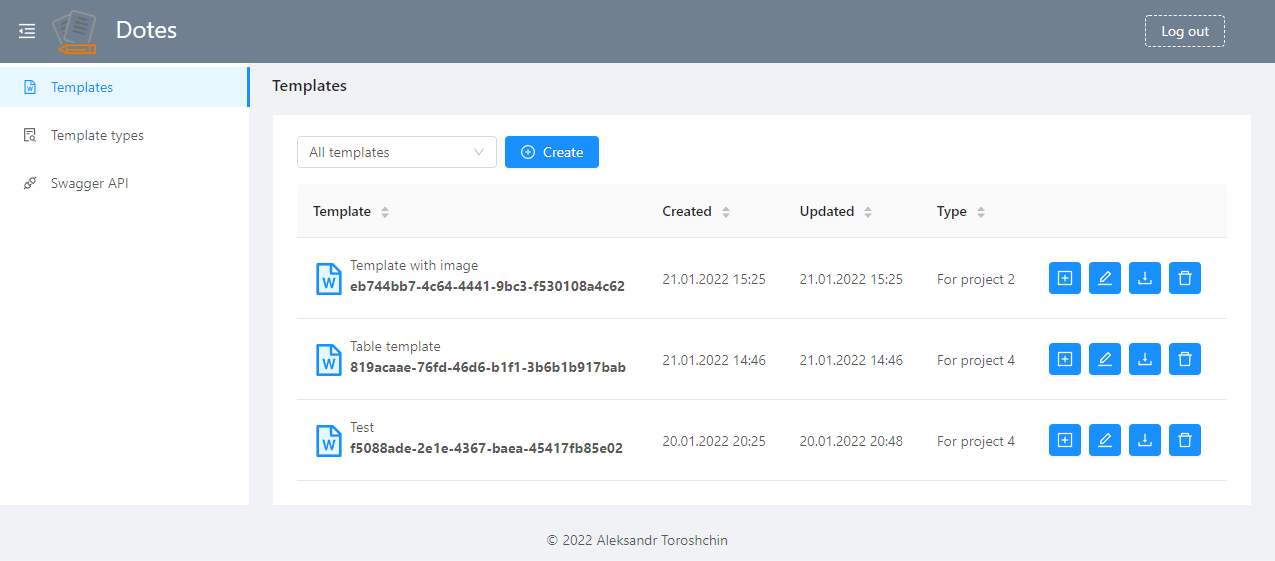 Dotes
Log out
Templates
Template types
Swagger API
Templates
All templates
Create
Template Created Updated Type
Template with image
eb744bb7-4c64-4441-9bc3-f530108a4c62
21.01.2022 15:25 21.01.2022 15:25 For project 2
Table template
819acaae-76fd-46d6-b1f1-3b6b1b917bab
21.01.2022 14:46 21.01.2022 14:46 For project 4
Test
f5088ade-2e1e-4367-baea-45417fb85e02
20.01.2022 20:25 20.01.2022 20:48 For project 4
© 2022 Aleksandr Toroshchin